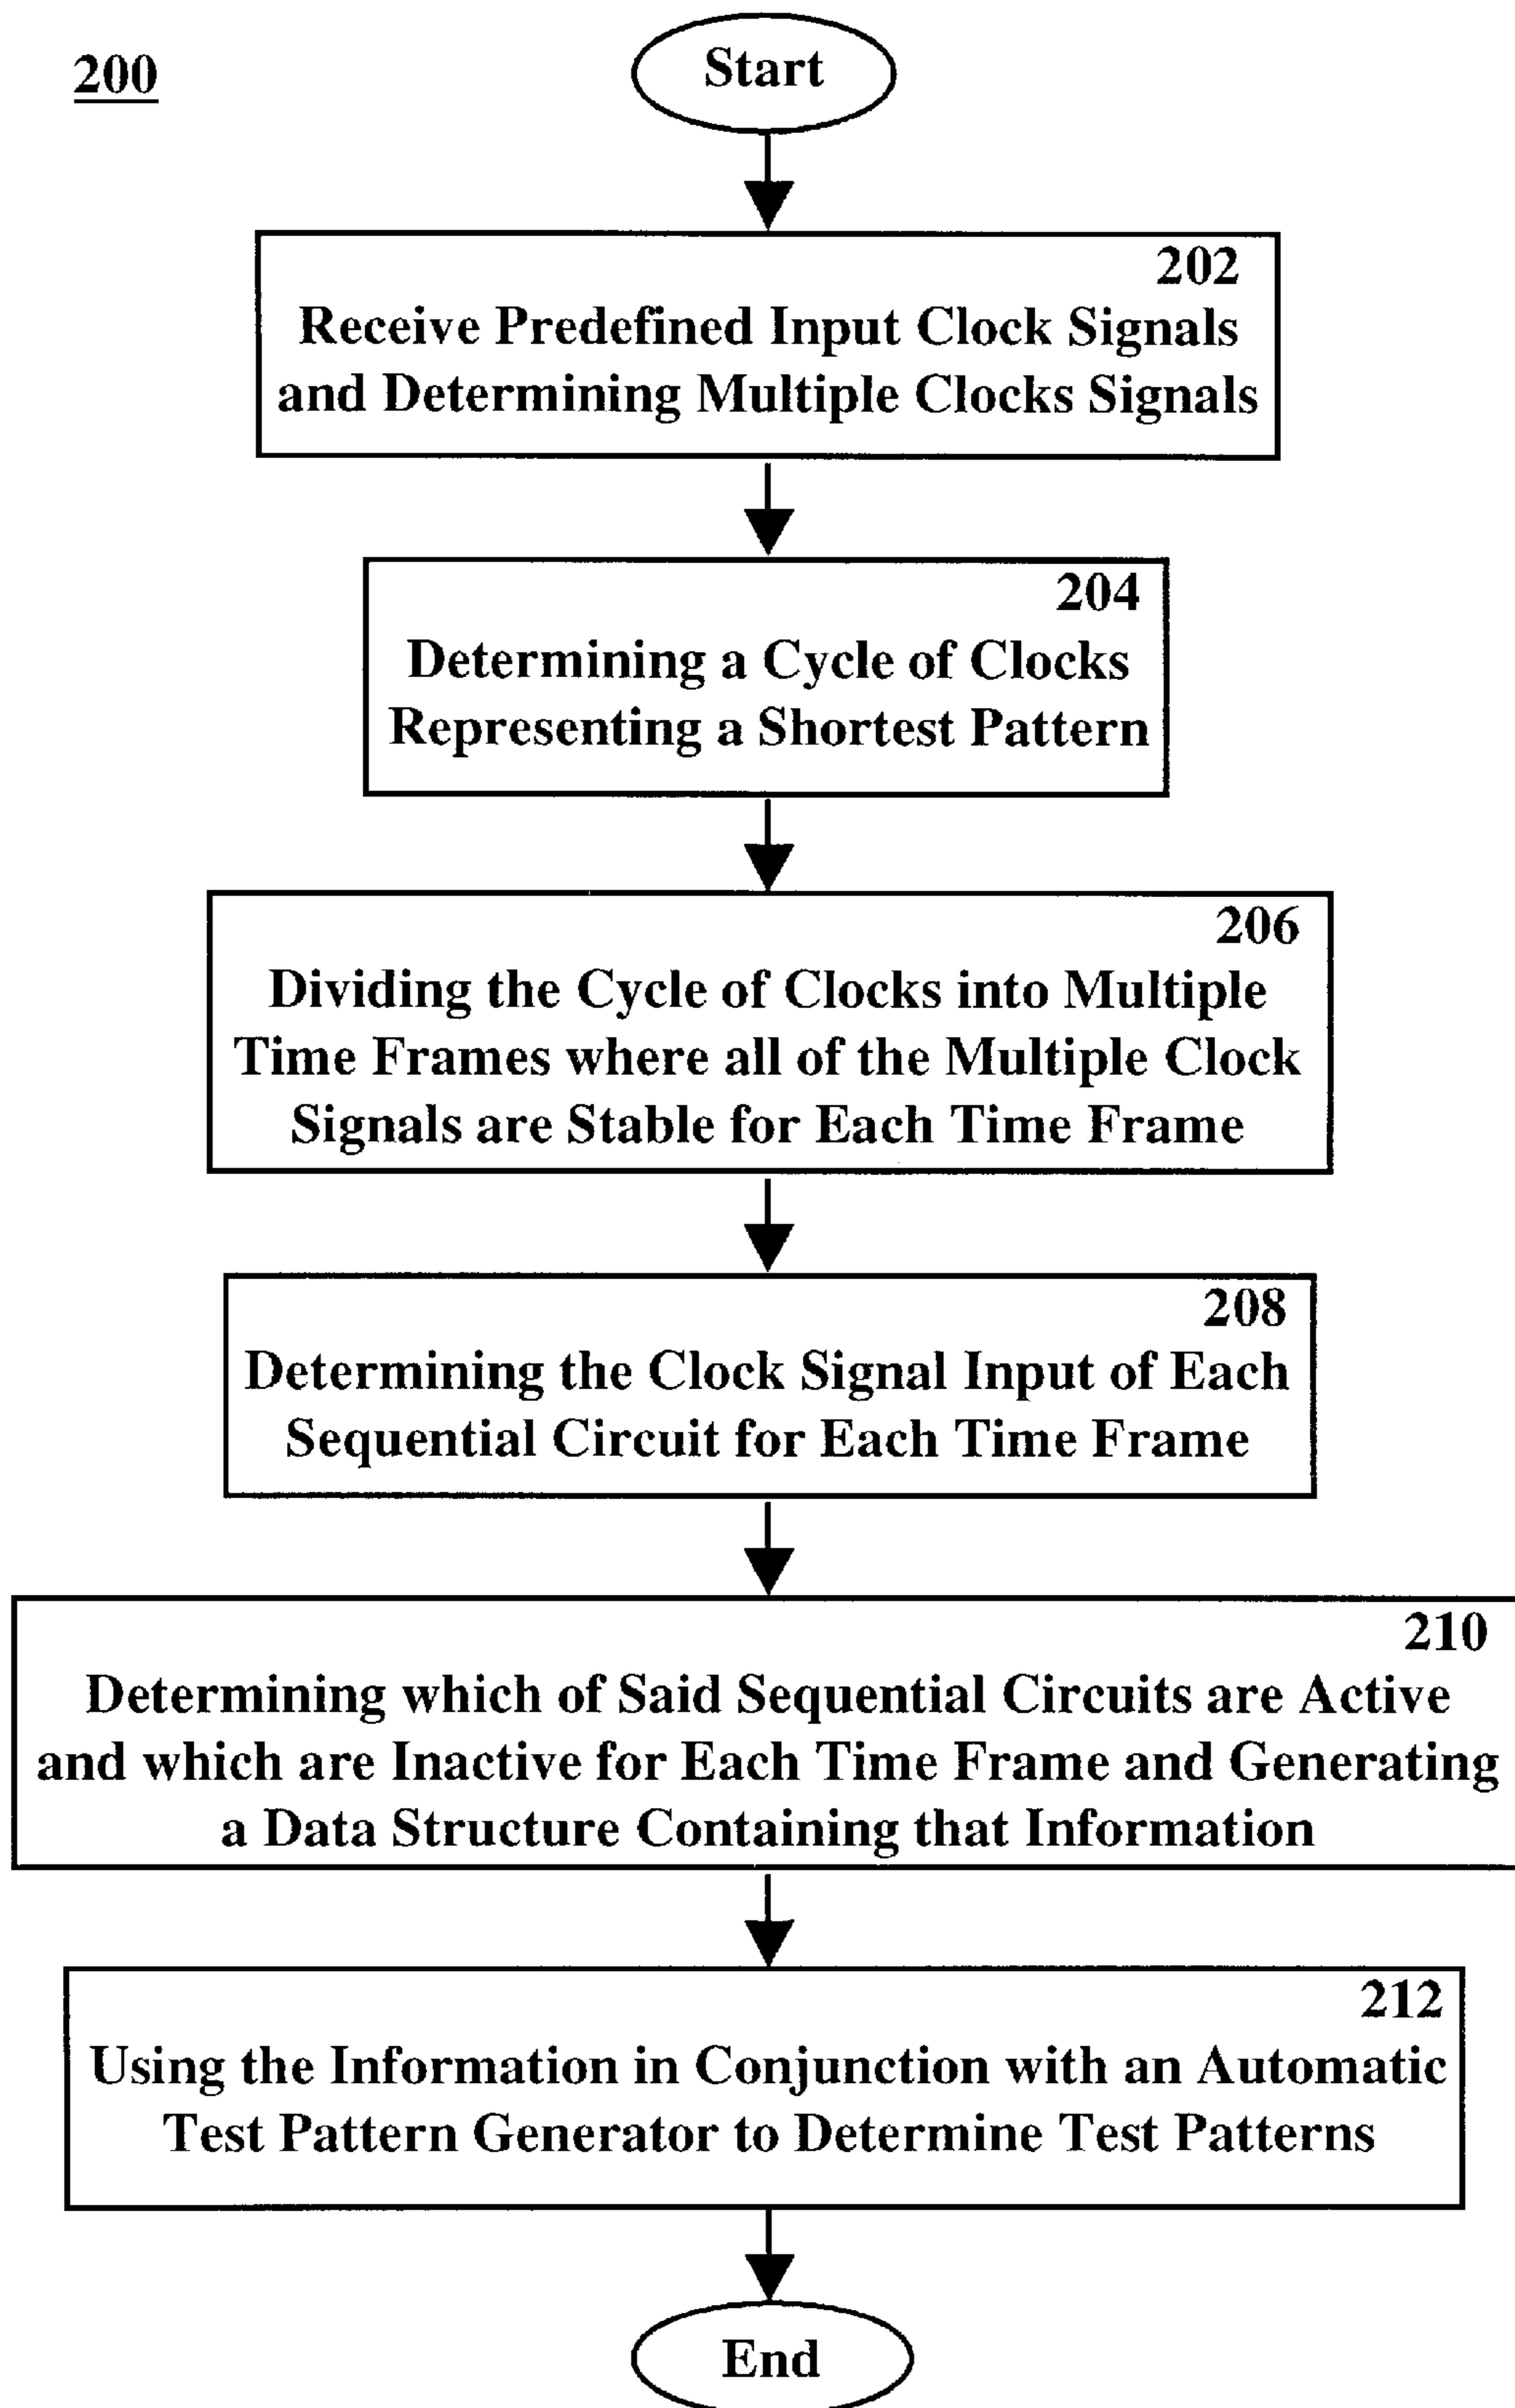 200
Start
202
Receive Predefined Input Clock Signals
and Determining Multiple Clocks Signals
204
Determining a Cycle of Clocks
Representing a Shortest Pattern
206
Dividing the Cycle of Clocks into Multiple
Time Frames where all of the Multiple Clock
Signals are Stable for Each Time Frame
208
Determining the Clock Signal Input of Each
Sequential Circuit for Each Time Frame
210
Determining which of Said Sequential Circuits are Active
and which are Inactive for Each Time Frame and Generating
a Data Structure Containing that Information
212
Using the Information in Conjunction with an Automatic
Test Pattern Generator to Determine Test Patterns
End